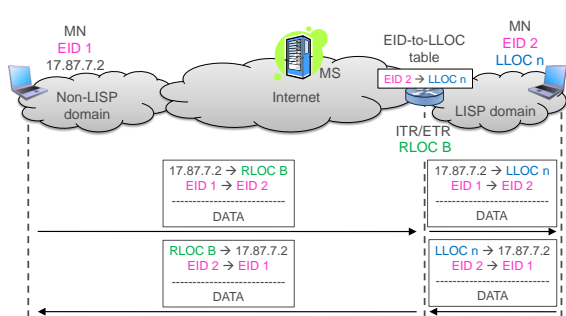 MN
EID 1
17.87.7.2
Non-LISP
domain
MS
Internet
EID-to-LLOC
table
EID 2 → LLOC n
MN
EID 2
LLOC n
LISP domain
ITR/ETR
RLOC B
17.87.7.2 → RLOC B
EID 1 → EID 2
-----------------------------
DATA
17.87.7.2 → LLOC n
EID 1 → EID 2
-----------------------------
DATA
RLOC B → 17.87.7.2
EID 2 → EID 1
-----------------------------
DATA
LLOC n → 17.87.7.2
EID 2 → EID 1
-----------------------------
DATA